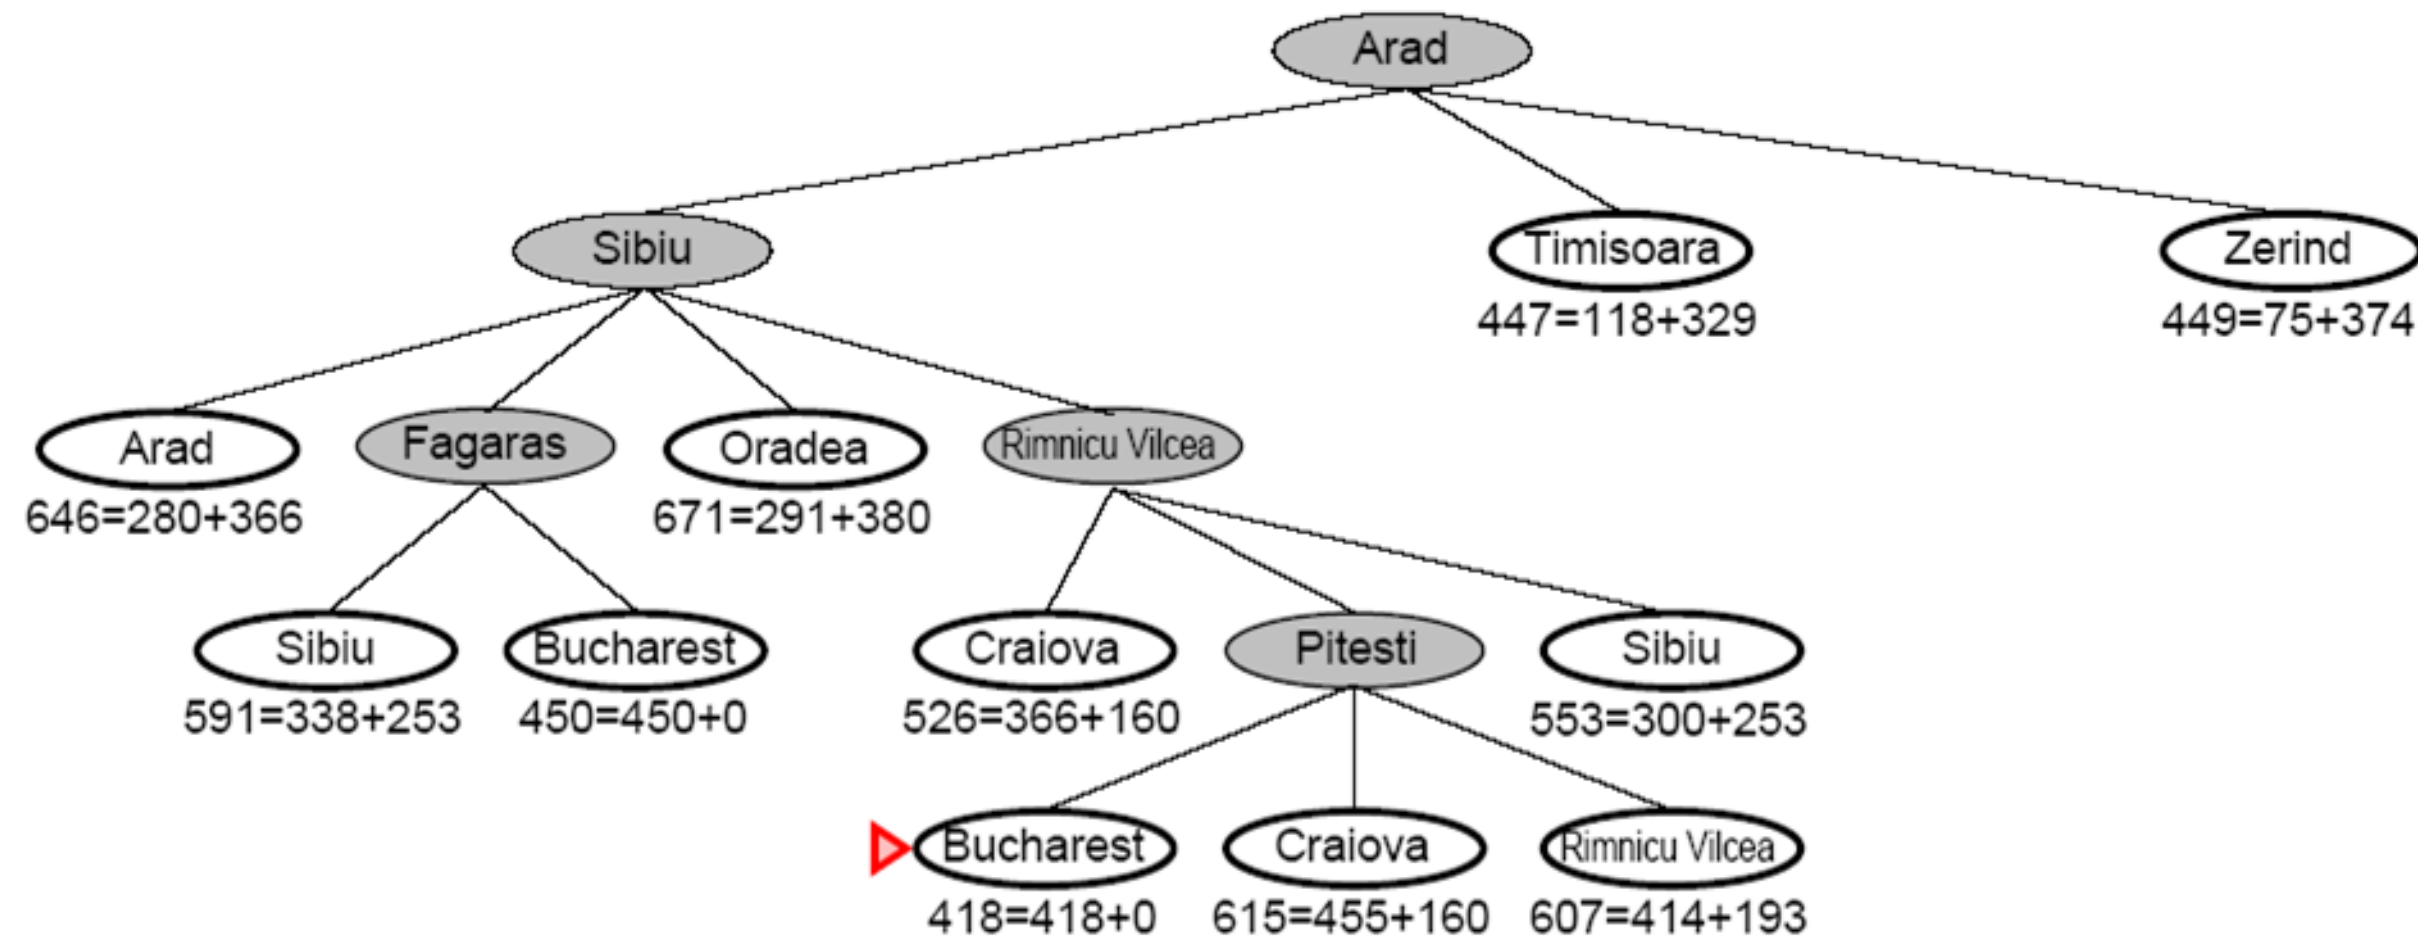 Arad
Sibiu
Timisoara
Zerind
447=118+329
449=75+374
Arad
Fagaras
Oradea
Rimnicu Vilcea
646=280+366
671=291+380
Sibiu
Bucharest
Craiova
Pitesti
Sibiu
591=338+253
450=450+0
526=366+160
553=300+253
Bucharest
Craiova
Rimnicu Vilcea
418=418+0
615=455+160
607=414+193